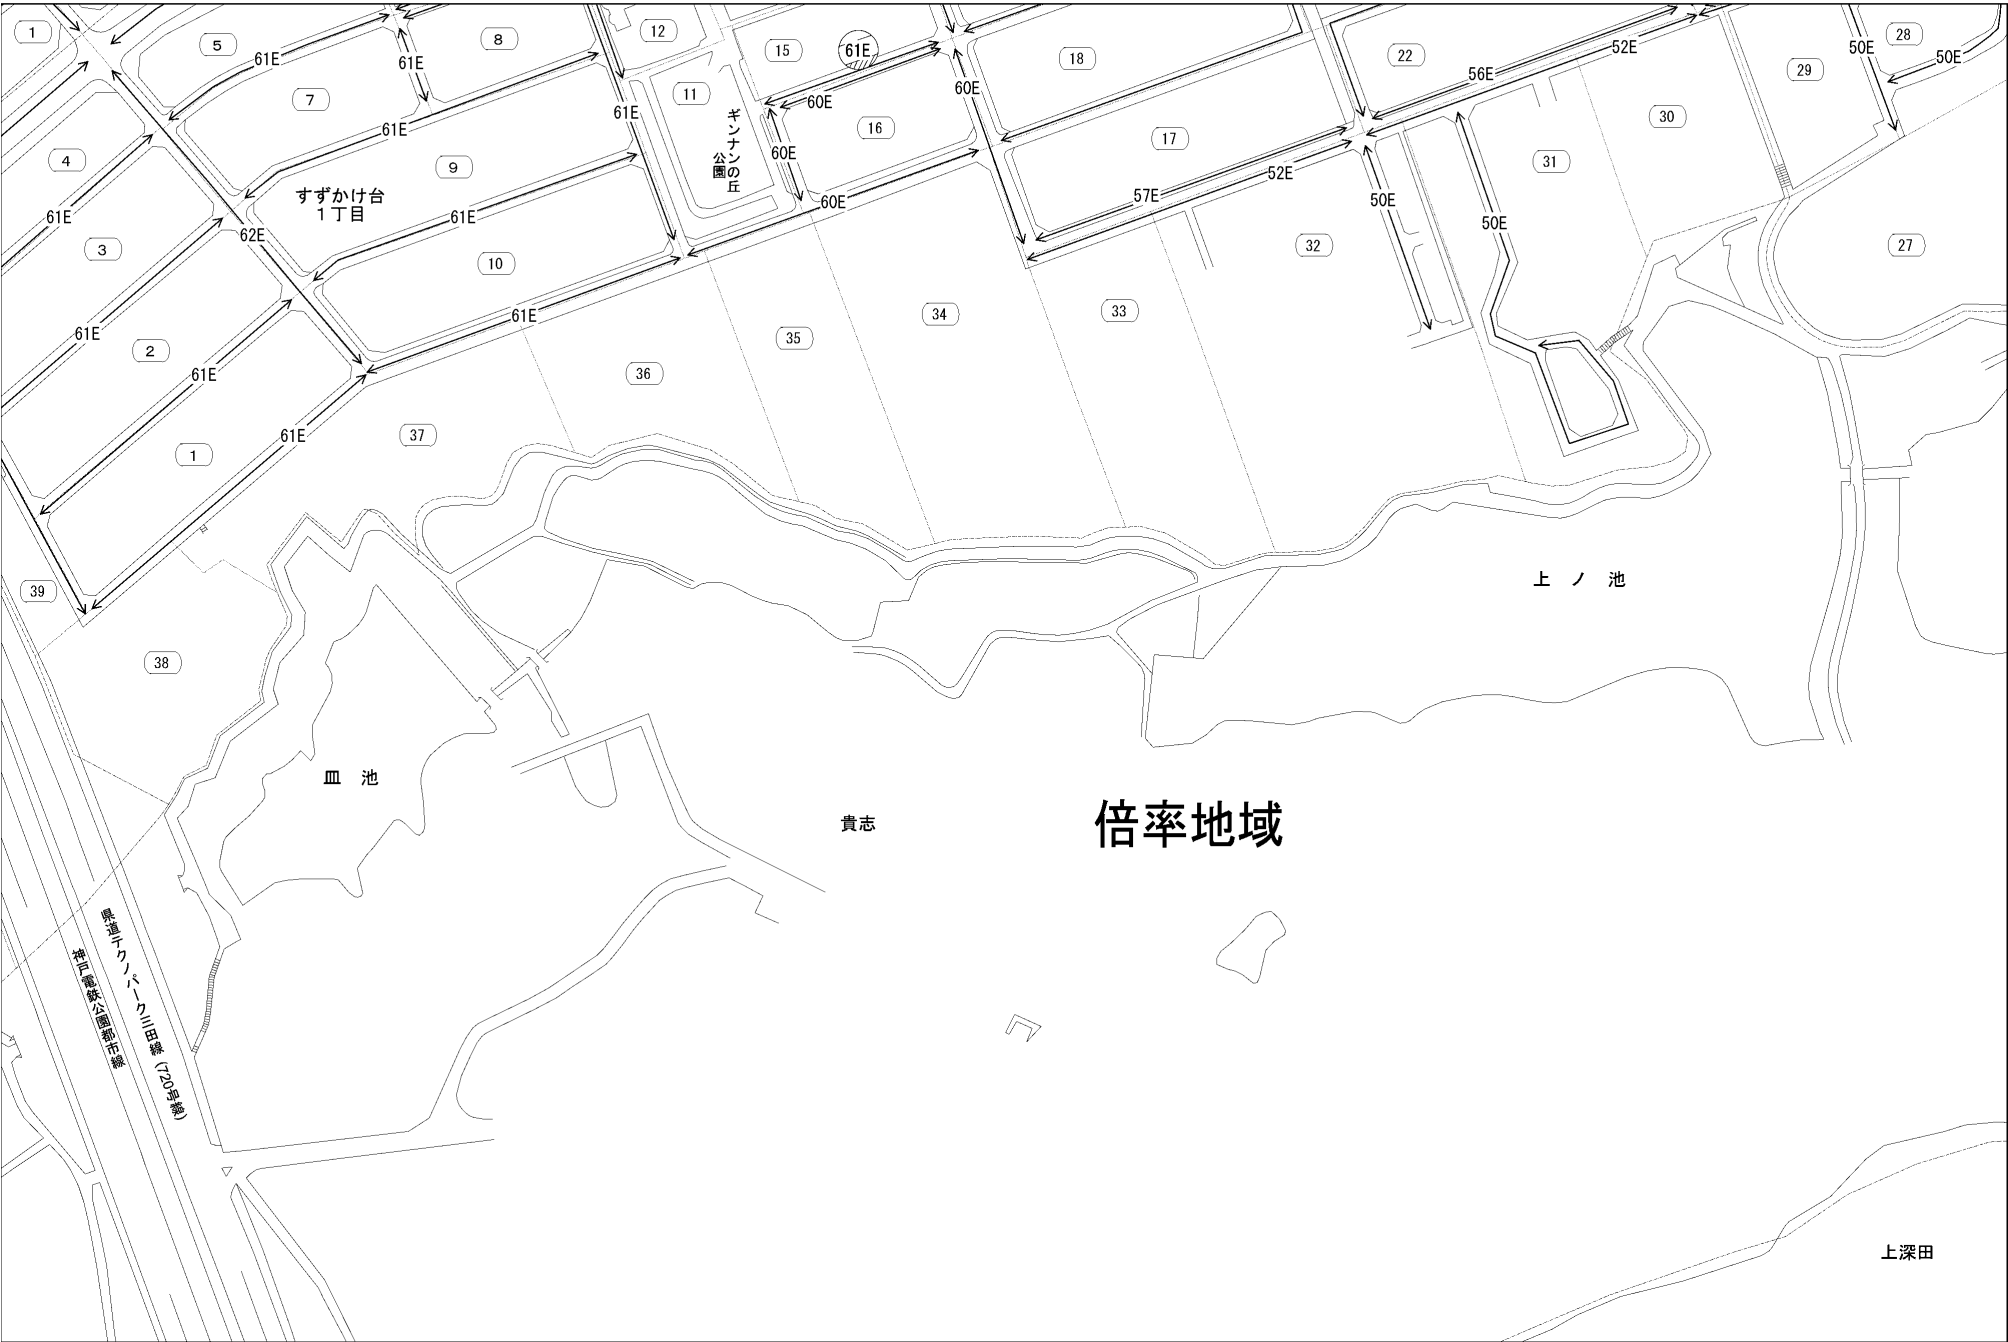 1
5
61E
8
61E
12
15
61E
18
22
56E
52E
50E
28
50E
29
7
61E
61E
11
ギンナンの丘
公園
60E
60E
16
60E
17
30
4
9
すずかけ台
1丁目
61E
31
61E
3
62E
61E
10
60E
57E
52E
50E
50E
32
27
61E
2
61E
61E
36
35
34
33
1
61E
37
39
38
上ノ池
皿池
貴志
倍率地域
県道テクノパーク三田線(720号線)
神戸電鉄公園都市線
上深田